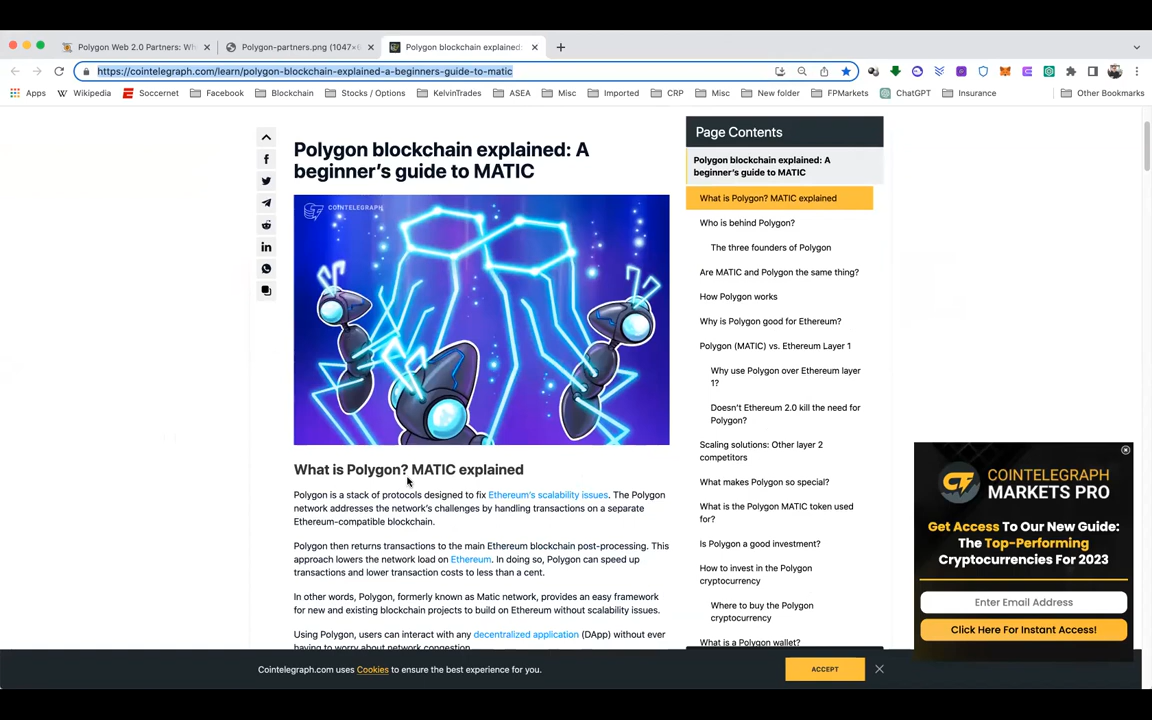 Polygon Web 2.0 Partners: Wh
Polygon-partners.png (1047×6
Polygon blockchain explained:
https://cointelegraph.com/learn/polygon-blockchain-explained-a-beginners-guide-to-matic
Apps Wikipedia Soccernet Facebook Blockchain Stocks / Options KelvinTrades ASEA Misc Imported CRP Misc New folder FPMarkets ChatGPT Insurance Other Bookmarks
Polygon blockchain explained: A
beginner's guide to MATIC
COINTELEGRAPH
What is Polygon? MATIC explained
Polygon is a stack of protocols designed to fix Ethereum's scalability issues. The Polygon
network addresses the network's challenges by handling transactions on a separate
Ethereum-compatible blockchain.
Polygon then returns transactions to the main Ethereum blockchain post-processing. This
approach lowers the network load on Ethereum. In doing so, Polygon can speed up
transactions and lower transaction costs to less than a cent.
In other words, Polygon, formerly known as Matic network, provides an easy framework
for new and existing blockchain projects to build on Ethereum without scalability issues.
Using Polygon, users can interact with any decentralized application (DApp) without ever
having to worry about network congestion.
Page Contents
Polygon blockchain explained: A
beginner's guide to MATIC
What is Polygon? MATIC explained
Who is behind Polygon?
The three founders of Polygon
Are MATIC and Polygon the same thing?
How Polygon works
Why is Polygon good for Ethereum?
Polygon (MATIC) vs. Ethereum Layer 1
Why use Polygon over Ethereum layer
1?
Doesn't Ethereum 2.0 kill the need for
Polygon?
Scaling solutions: Other layer 2
competitors
What makes Polygon so special?
What is the Polygon MATIC token used
for?
Is Polygon a good investment?
How to invest in the Polygon
cryptocurrency
Where to buy the Polygon
cryptocurrency
What is a Polygon wallet?
COINTELEGRAPH
MARKETS PRO
Get Access To Our New Guide:
The Top-Performing
Cryptocurrencies For 2023
Enter Email Address
Click Here For Instant Access!
Cointelegraph.com uses Cookies to ensure the best experience for you.
ACCEPT